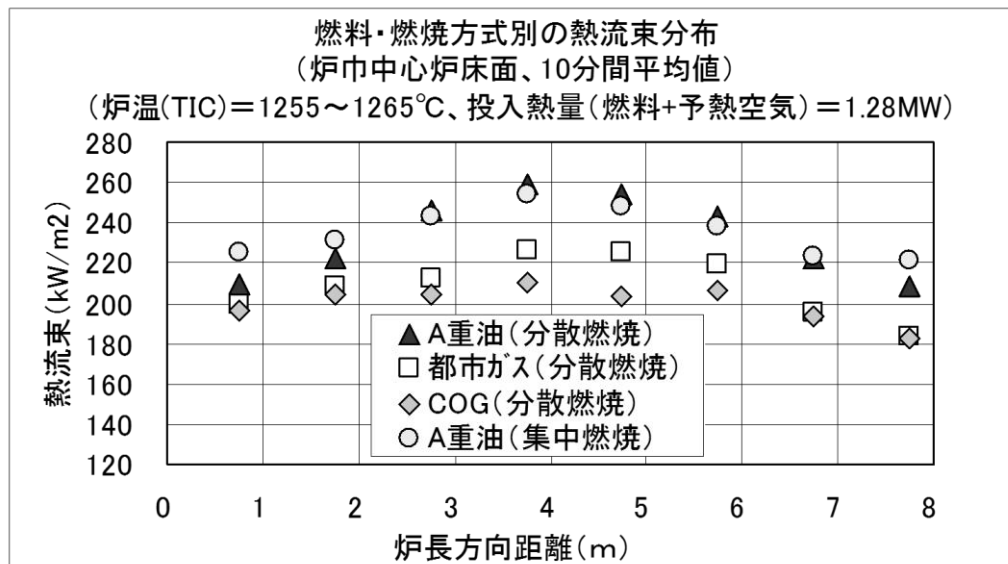 燃料・燃焼方式別の熱流束分布
(炉巾中心炉床面、10分間平均値)
(炉温(TIC)=1255～1265℃、投入熱量(燃料+予熱空気)=1.28MW)
280
260
240
220
200
180
160
140
120
熱流束(kW/m2)
A重油(分散燃焼)
都市ｶﾞｽ(分散燃焼)
COG(分散燃焼)
A重油(集中燃焼)
0 1 2 3 4 5 6 7 8
炉長方向距離(m)